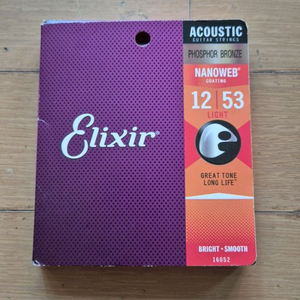 ACOUSTIC
GUITAR STRINGS
PHOSPHOR BRONZE
NANOWEB®
COATING
12 | 53
LIGHT
Elixir®
GREAT TONE
LONG LIFE
BRIGHT • SMOOTH
16052